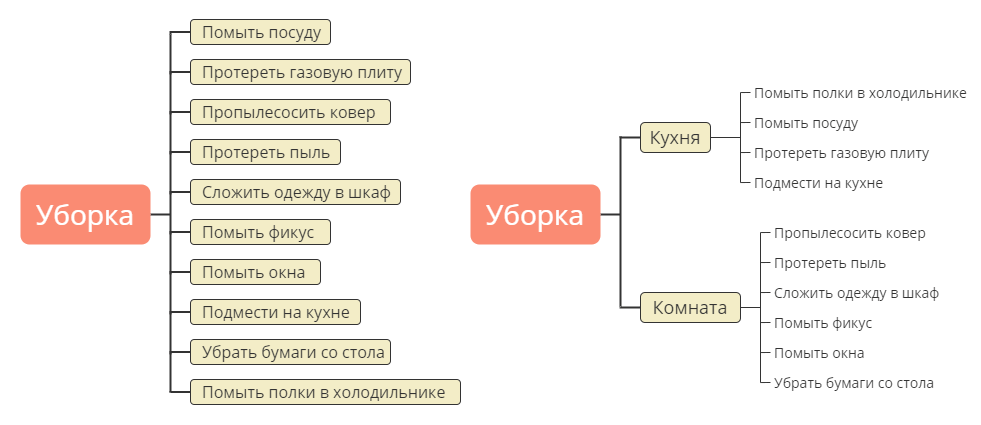 Уборка
Помыть посуду
Протереть газовую плиту
Пропылесосить ковер
Протереть пыль
Сложить одежду в шкаф
Помыть фикус
Помыть окна
Подмести на кухне
Убрать бумаги со стола
Помыть полки в холодильнике
Уборка
Кухня
Помыть полки в холодильнике
Помыть посуду
Протереть газовую плиту
Подмести на кухне
Комната
Пропылесосить ковер
Протереть пыль
Сложить одежду в шкаф
Помыть фикус
Помыть окна
Убрать бумаги со стола